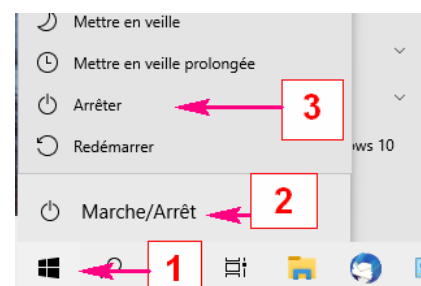 Mettre en veille
Mettre en veille prolongée
Arrêter
3
Redémarrer
ows 10
Marche/Arrêt
2
1